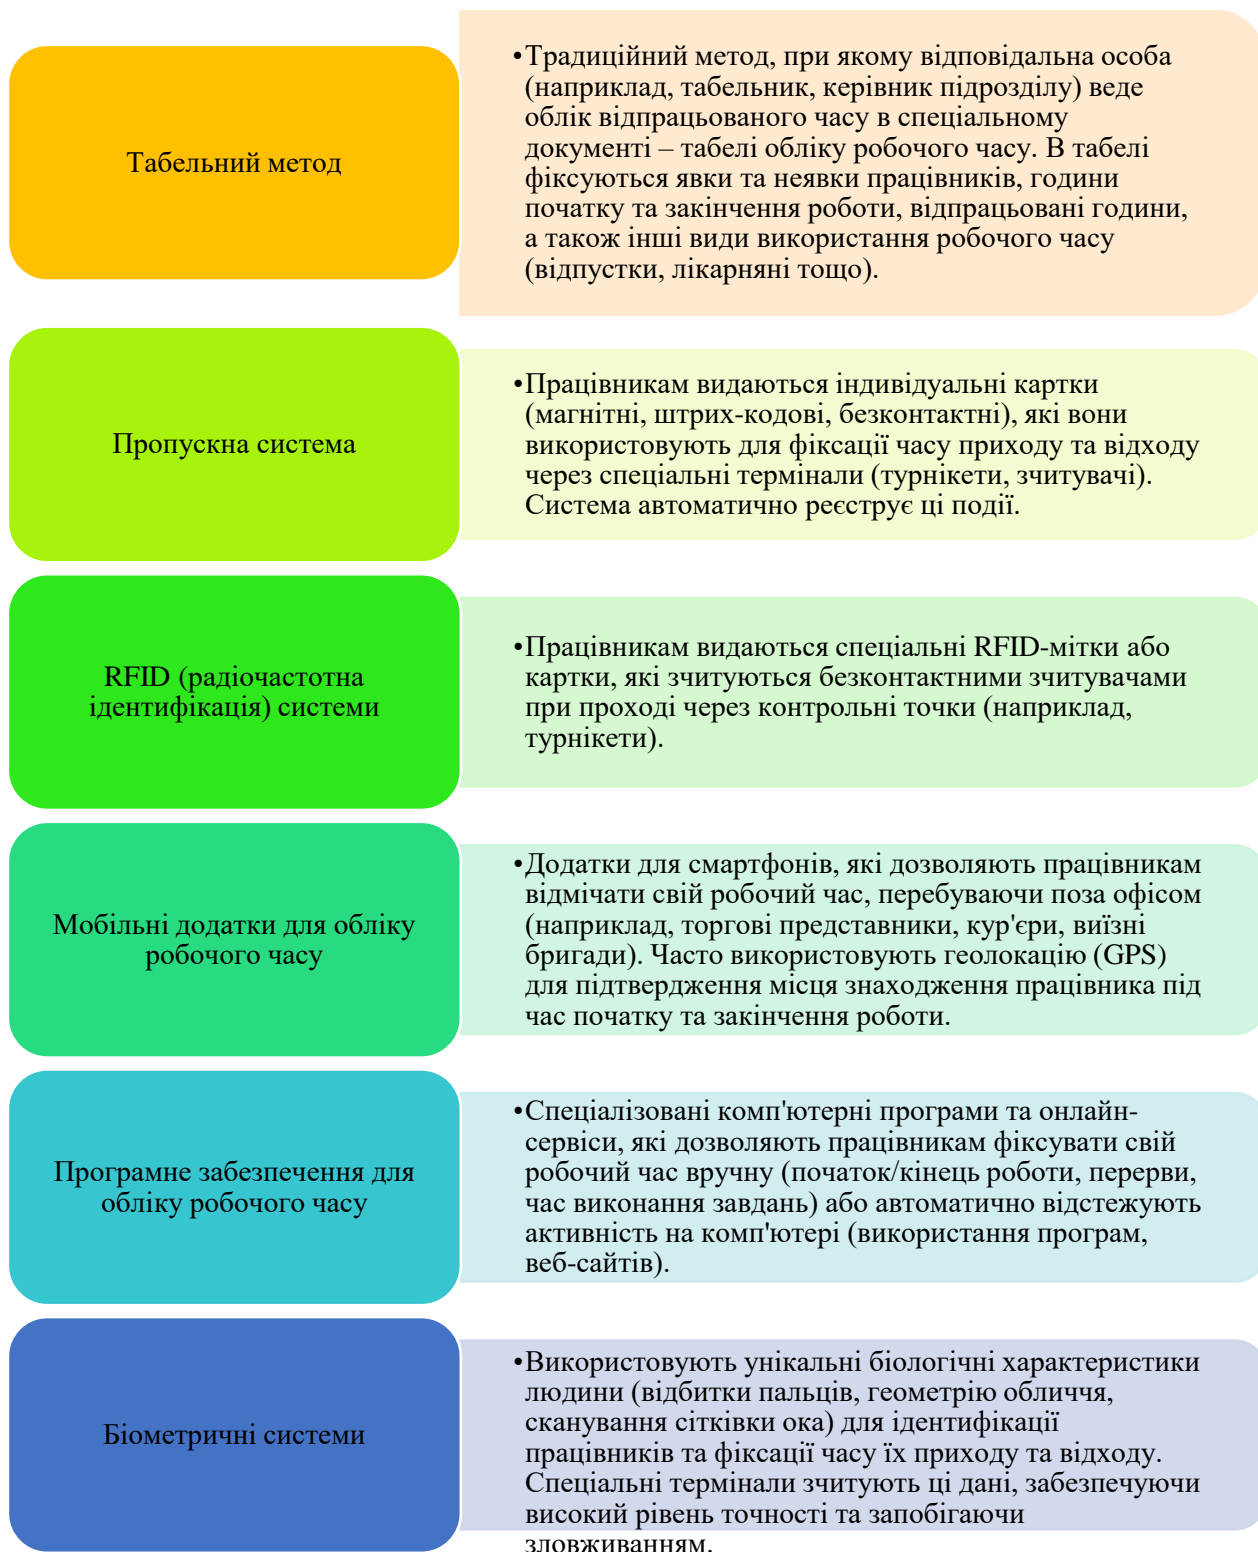 Табельний метод
•Традиційний метод, при якому відповідальна особа
(наприклад, табельник, керівник підрозділу) веде
облік відпрацьованого часу в спеціальному
документі – табелі обліку робочого часу. В табелі
фіксуються явки та неявки працівників, години
початку та закінчення роботи, відпрацьовані години,
а також інші види використання робочого часу
(відпустки, лікарняні тощо).
Пропускна система
•Працівникам видаються індивідуальні картки
(магнітні, штрих-кодові, безконтактні), які вони
використовують для фіксації часу приходу та відходу
через спеціальні термінали (турнікети, зчитувачі).
Система автоматично реєструє ці події.
RFID (радіочастотна
ідентифікація) системи
•Працівникам видаються спеціальні RFID-мітки або
картки, які зчитуються безконтактними зчитувачами
при проході через контрольні точки (наприклад,
турнікети).
Мобільні додатки для обліку
робочого часу
•Додатки для смартфонів, які дозволяють працівникам
відмічати свій робочий час, перебуваючи поза офісом
(наприклад, торгові представники, кур'єри, виїзні
бригади). Часто використовують геолокацію (GPS)
для підтвердження місця знаходження працівника під
час початку та закінчення роботи.
Програмне забезпечення для
обліку робочого часу
•Спеціалізовані комп'ютерні програми та онлайн-
сервіси, які дозволяють працівникам фіксувати свій
робочий час вручну (початок/кінець роботи, перерви,
час виконання завдань) або автоматично відстежують
активність на комп'ютері (використання програм,
веб-сайтів).
Біометричні системи
•Використовують унікальні біологічні характеристики
людини (відбитки пальців, геометрію обличчя,
сканування сітківки ока) для ідентифікації
працівників та фіксації часу їх приходу та відходу.
Спеціальні термінали зчитують ці дані, забезпечуючи
високий рівень точності та запобігаючи
зловживанням.